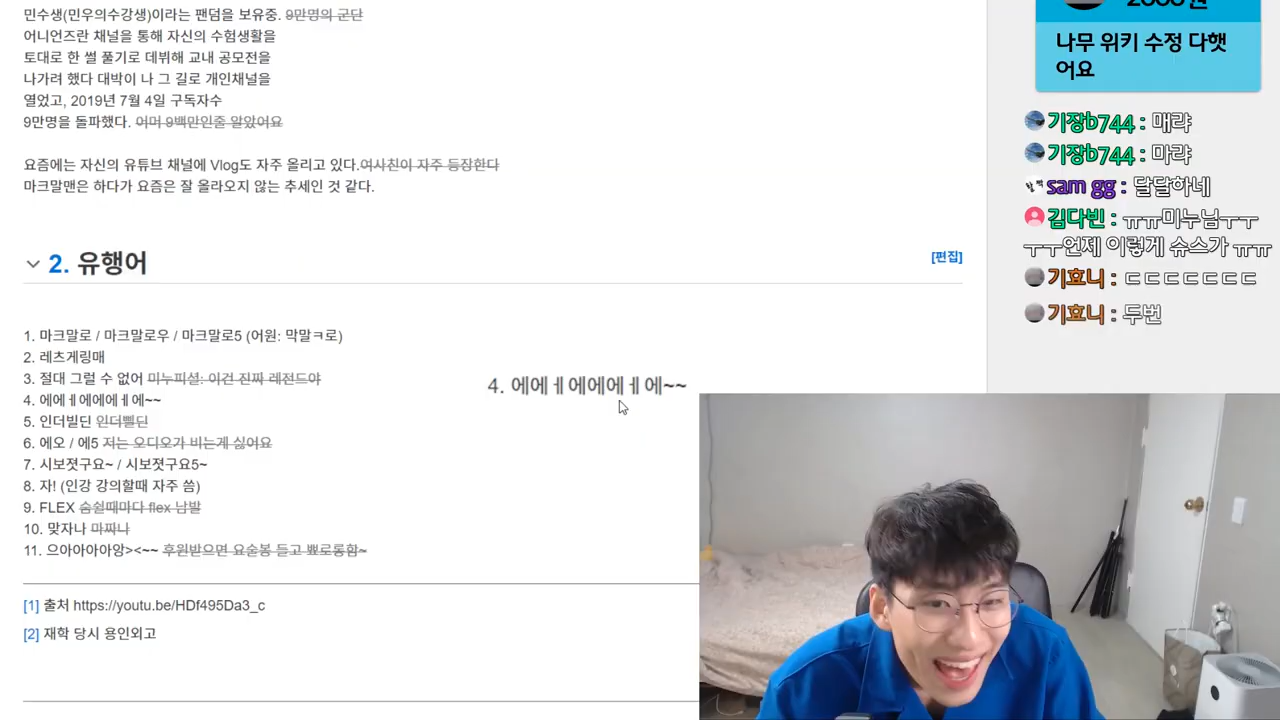 민수생(민우의수강생)이라는 팬덤을 보유중. 9만명의 군단
어니언즈란 채널을 통해 자신의 수험생활을
토대로 한 썰 풀기로 데뷔해 교내 공모전을
나가려 했다 대박이 나 그 길로 개인채널을
열었고, 2019년 7월 4일 구독자수
9만명을 돌파했다. 어머 9백만인줄 알았어요
요즘에는 자신의 유튜브 채널에 Vlog도 자주 올리고 있다.여사친이 자주 등장한다
마크말맨은 하다가 요즘은 잘 올라오지 않는 추세인 것 같다.
2. 유행어
[편집]
1. 마크말로 / 마크말로우 / 마크말로5 (어원: 막말ㅋ로)
2. 레츠게링매
3. 절대 그럴 수 없어 미누피셜: 이건 진짜 레전드야
4. 에에ㅔ에에에ㅔ에~~
5. 인더빌딘 인더삘딘
6. 에오 / 에5 저는 오디오가 비는게 싫어요
7. 시보졋구요~ / 시보졋구요5~
8. 자! (인강 강의할때 자주 씀)
9. FLEX 숨쉴때마다 flex 남발
10. 맞자나 마짜나
11. 으아아아아앙><~~ 후원받으면 요술봉 들고 뾰로롱함~
[1] 출처 https://youtu.be/HDf495Da3_c
[2] 재학 당시 용인외고
4. 에에ㅔ에에에ㅔ에~~
나무 위키 수정 다햇
어요
기장b744 : 매랴
기장b744 : 마랴
sam gg : 달달하네
김다빈 : ㅠㅠ미누님ㅜㅜ
ㅜㅜ언제 이렇게 슈스가 ㅠㅠ
기효니 : ㄷㄷㄷㄷㄷㄷㄷ
기효니 : 두번